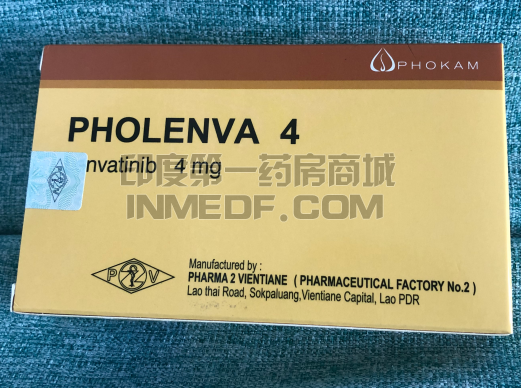 PHOKAM
PHOLENVA 4
nvatinib 4 mg
印度第一药房商城
INMEDF.COM
P V
Manufactured by :
PHARMA 2 VIENTIANE ( PHARMACEUTICAL FACTORY No.2 )
Lao thai Road, Sokpaluang,Vientiane Capital, Lao PDR